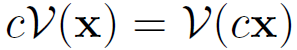 c𝒱(𝐱) = 𝒱(c𝐱)